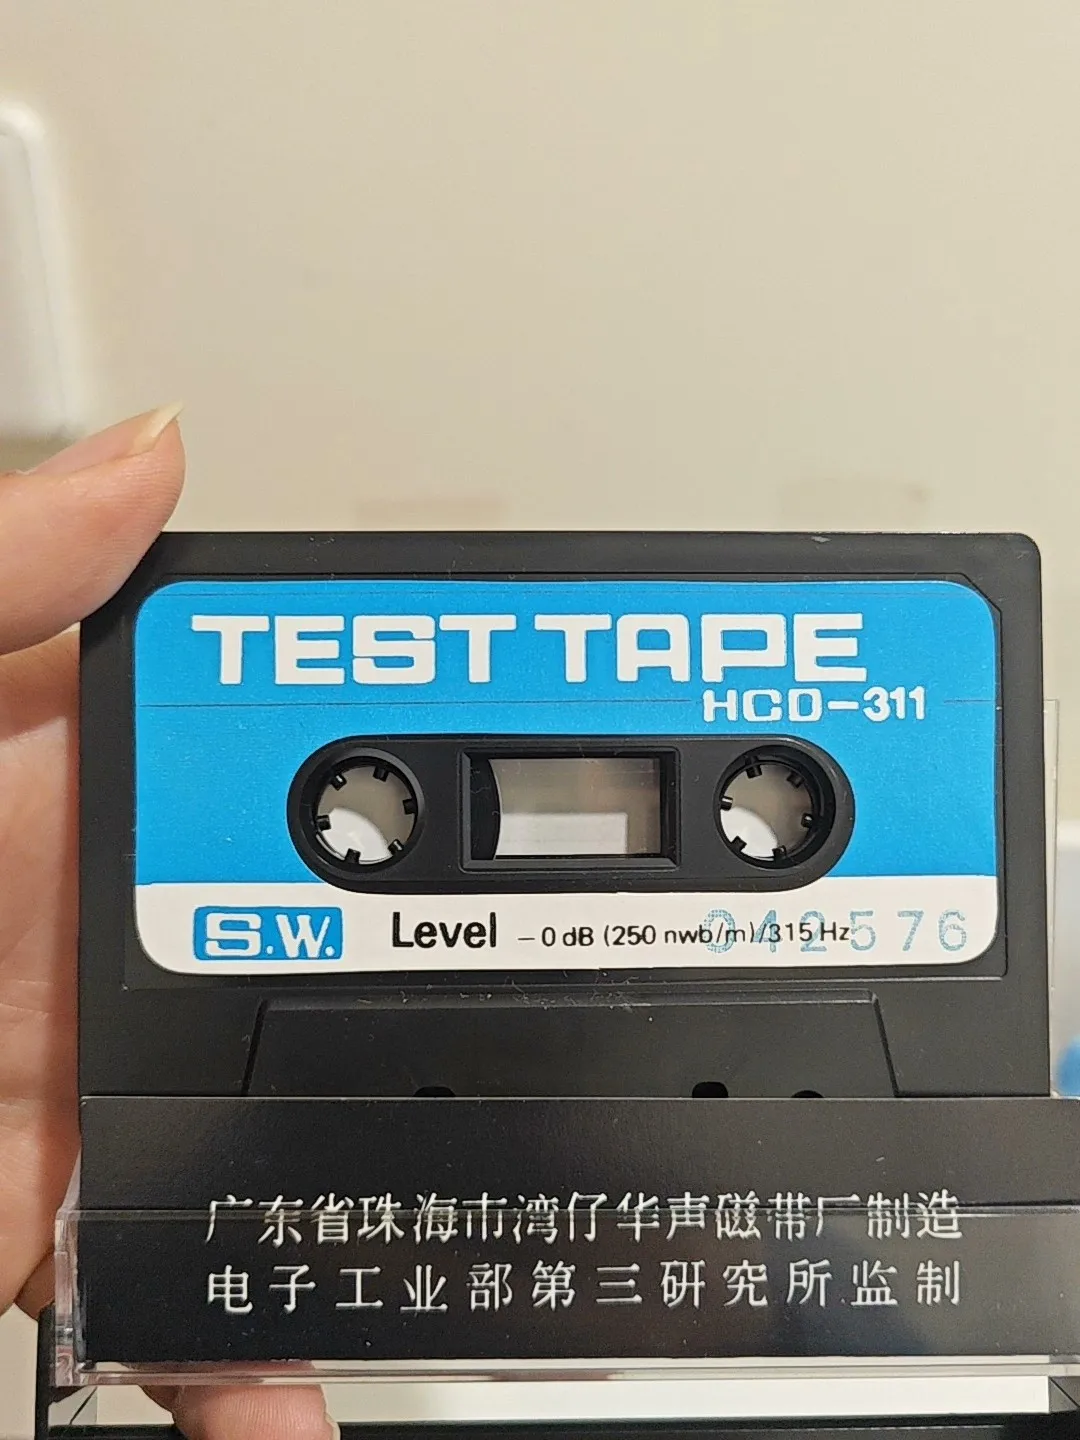 TEST TAPE
HCD-311
S.W. Level -0 dB (250 nwb/m)/315 Hz
042576
广东省珠海市湾仔华声磁带厂制造
电子工业部第三研究所监制